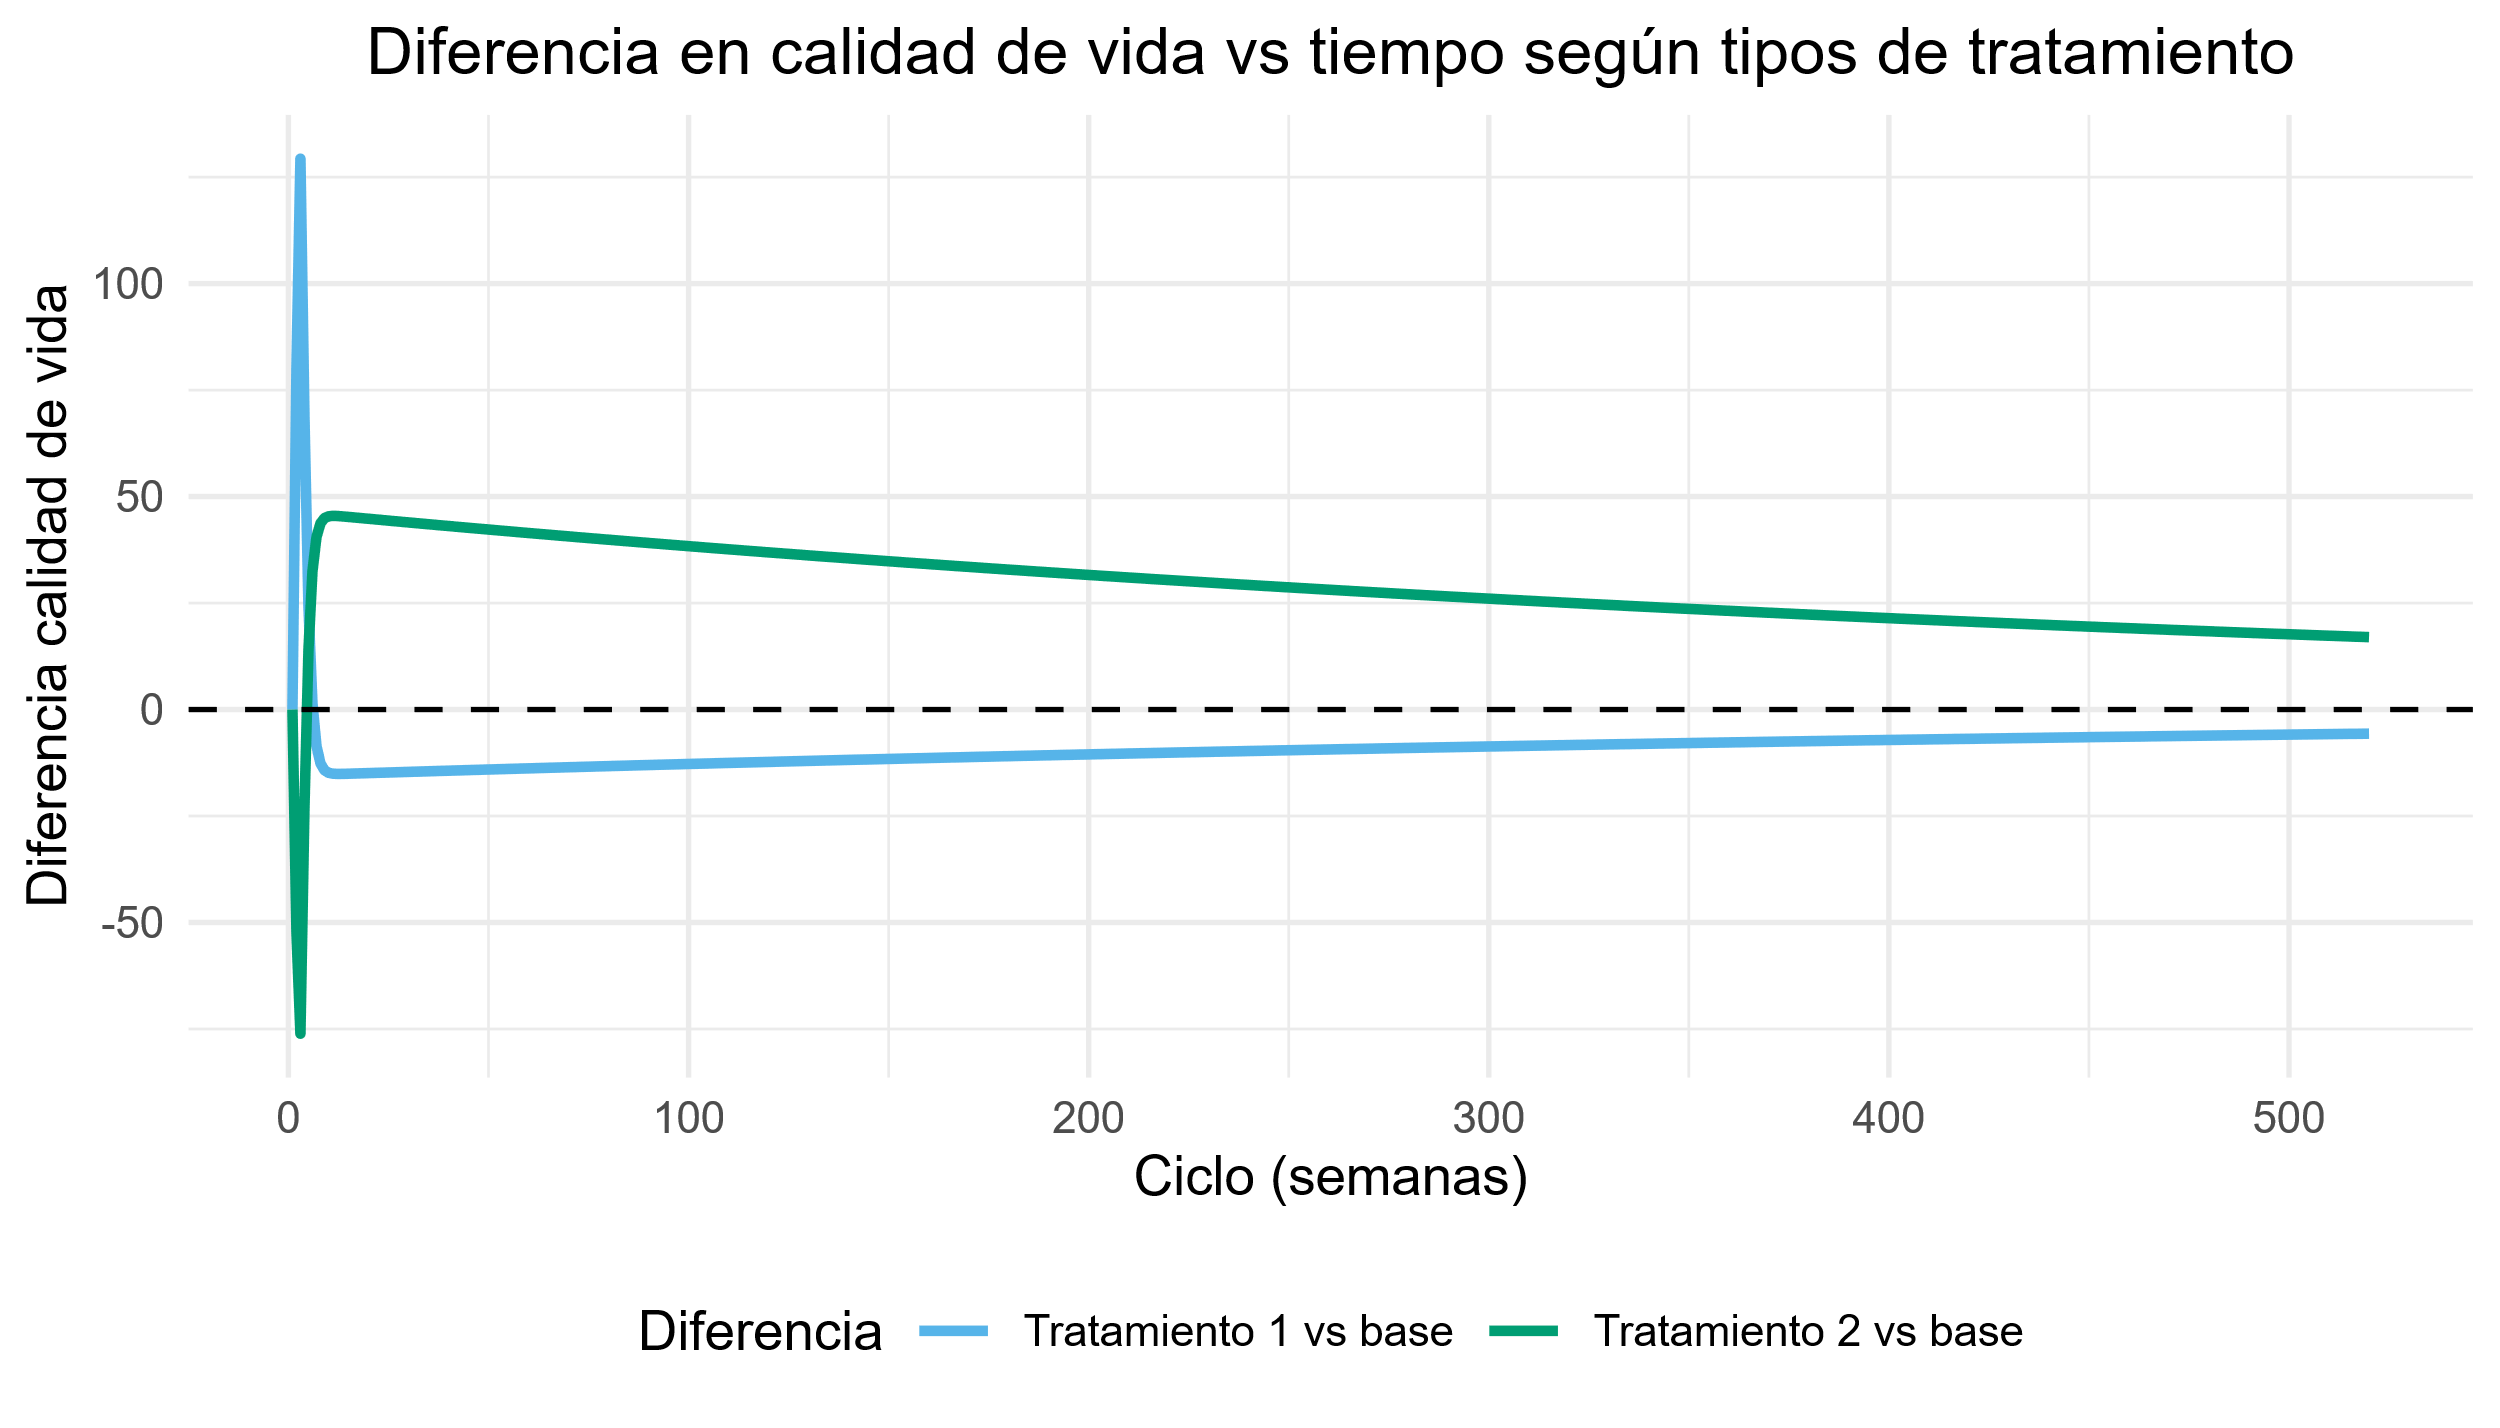 Diferencia en calidad de vida vs tiempo según tipos de tratamiento
Diferencia calidad de vida
100
50
0
-50
0 100 200 300 400 500
Ciclo (semanas)
Diferencia Tratamiento 1 vs base Tratamiento 2 vs base